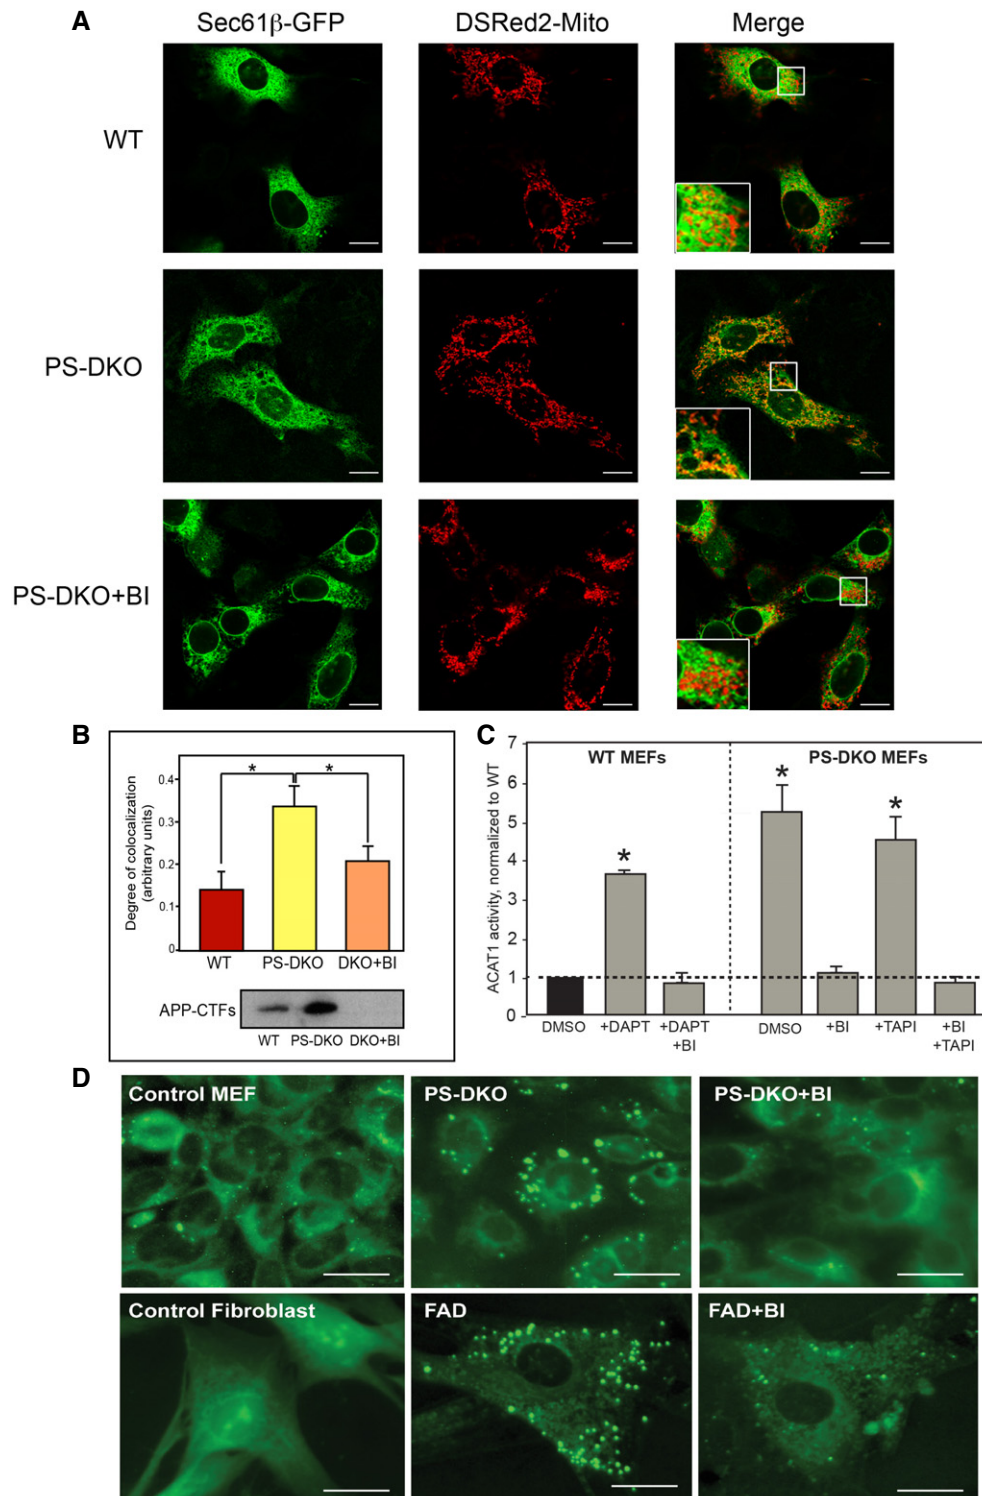 A
Sec61β-GFP
DSRed2-Mito
Merge
WT
PS-DKO
PS-DKO+BI
B
Degree of colocalization
(arbitrary units)
0.4
0.3
0.2
0.1
0
* *
WT PS-DKO DKO+BI
APP-CTFs
WT PS-DKO DKO+BI
C
ACAT1 activity, normalized to WT
7
6
5
4
3
2
1
0
WT MEFs
PS-DKO MEFs
* * *
DMSO
+DAPT
+DAPT
+BI
DMSO
+BI
+TAPI
+BI
+TAPI
D
Control MEF
PS-DKO
PS-DKO+BI
Control Fibroblast
FAD
FAD+BI